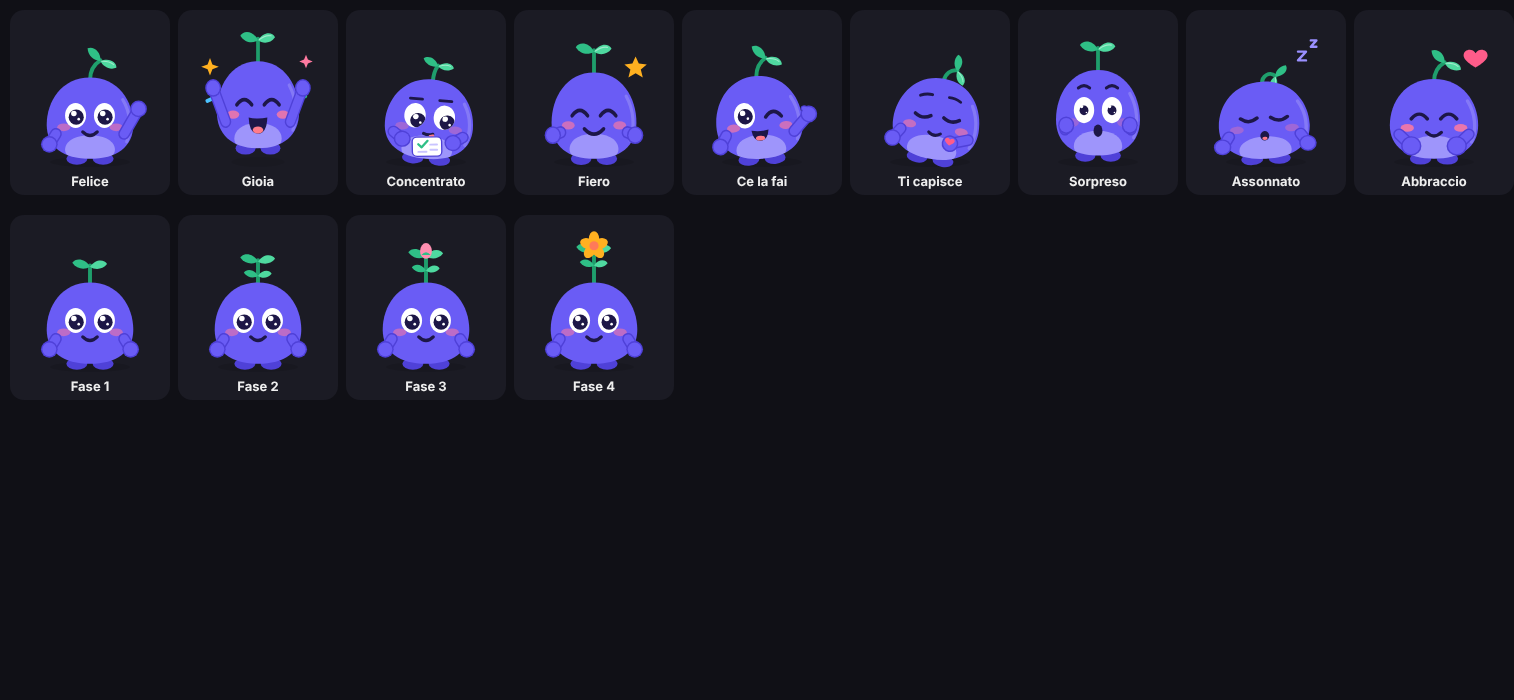 z
z
Felice
Gioia
Concentrato
Fiero
Ce la fai
Ti capisce
Sorpreso
Assonnato
Abbraccio
Fase 1
Fase 2
Fase 3
Fase 4